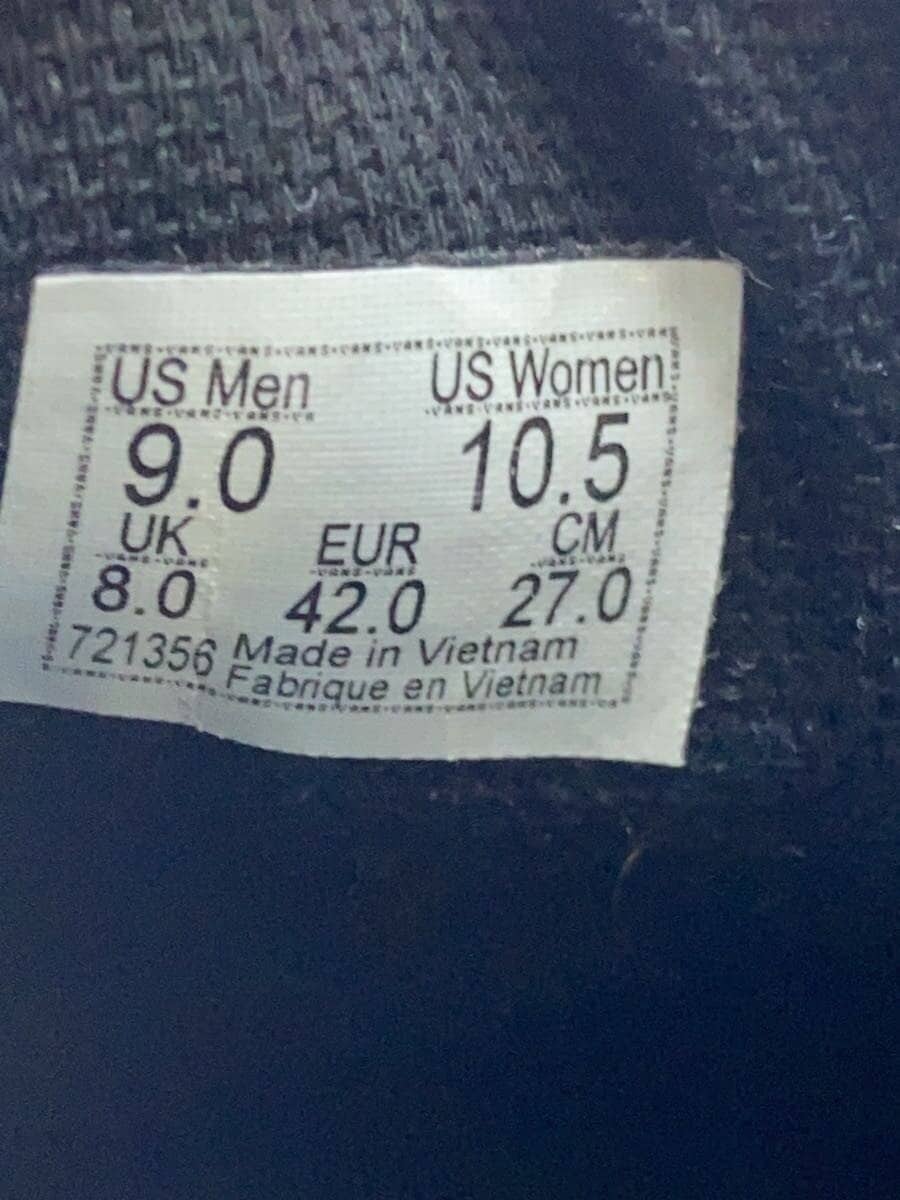 US Men US Women
9.0 10.5
UK EUR CM
8.0 42.0 27.0
721356 Made in Vietnam
Fabrique en Vietnam